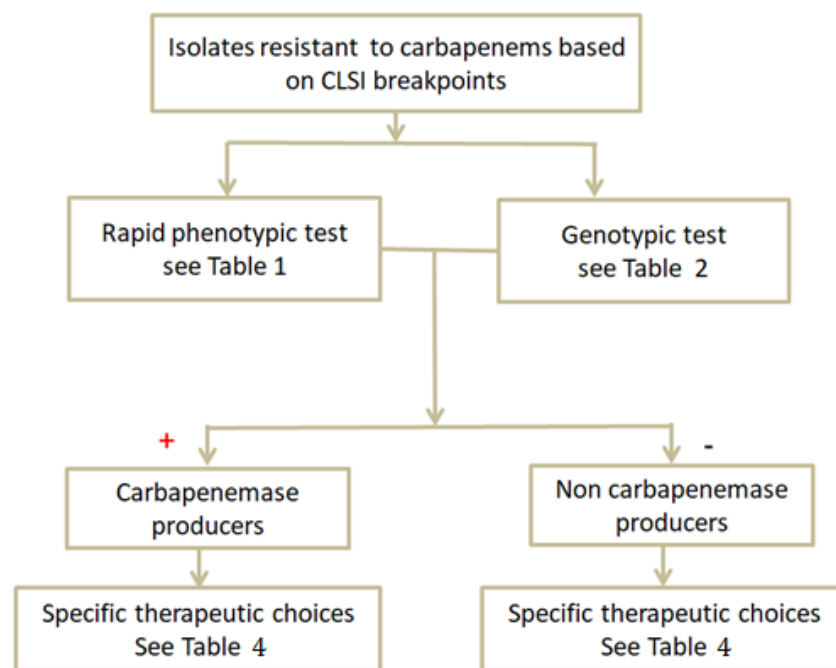 Isolates resistant to carbapenems based
on CLSI breakpoints
Rapid phenotypic test
see Table 1
Genotypic test
see Table 2
+
-
Carbapenemase
producers
Non carbapenemase
producers
Specific therapeutic choices
See Table 4
Specific therapeutic choices
See Table 4